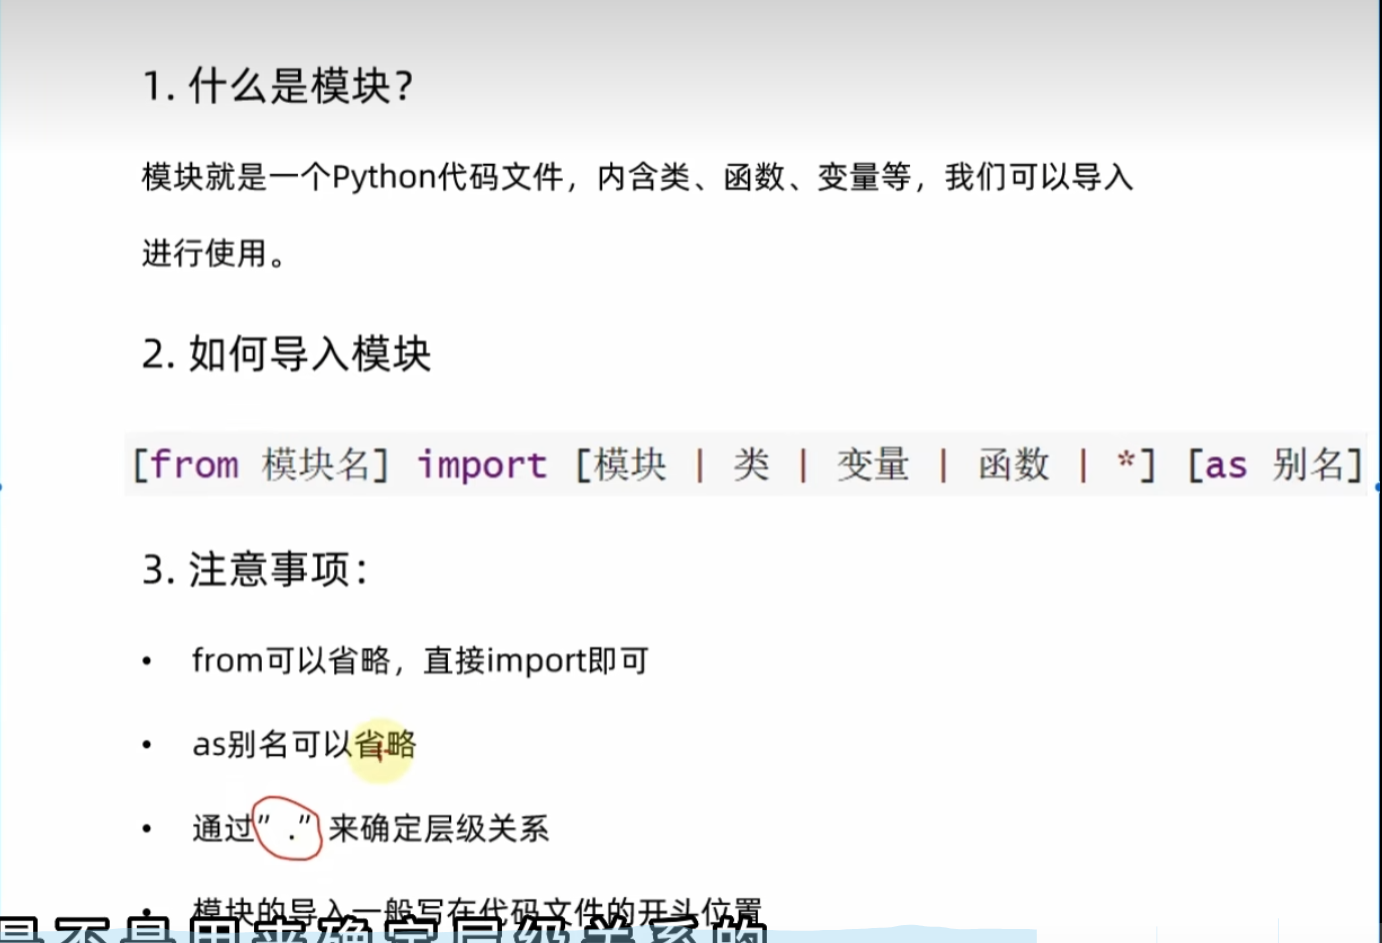 1. 什么是模块？
模块就是一个Python代码文件，内含类、函数、变量等，我们可以导入
进行使用。
2. 如何导入模块
[from 模块名] import [模块 | 类 | 变量 | 函数 | *] [as 别名]
3. 注意事项：
• from可以省略，直接import即可
• as别名可以省略
• 通过”.”来确定层级关系
• 模块的导入一般写在代码文件的开头位置
是不是用来确定层级关系的